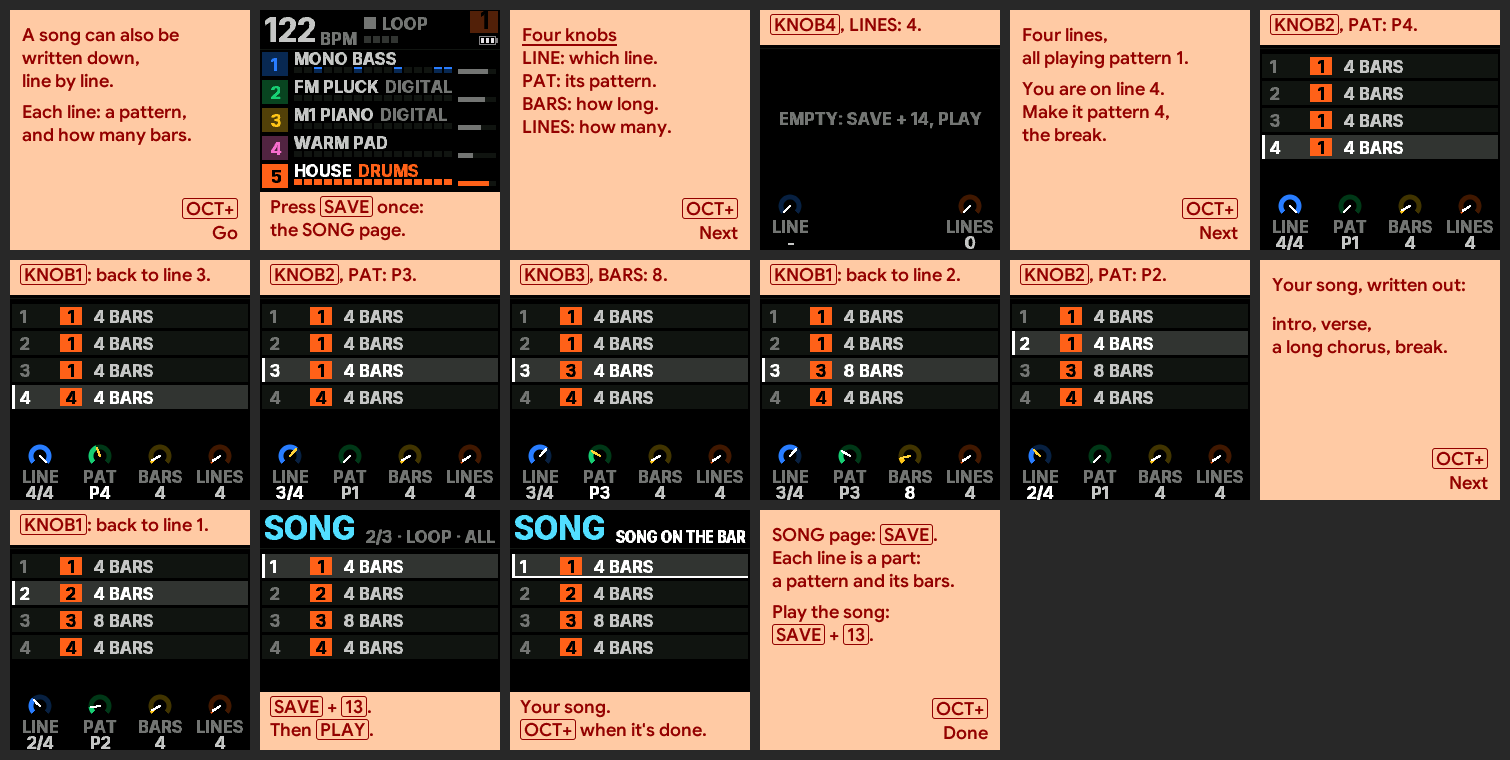 A song can also be
written down,
line by line.
Each line: a pattern,
and how many bars.
OCT+
Go
122 BPM LOOP 1
1 MONO BASS
2 FM PLUCK DIGITAL
3 M1 PIANO DIGITAL
4 WARM PAD
5 HOUSE DRUMS
Press SAVE once:
the SONG page.
Four knobs
LINE: which line.
PAT: its pattern.
BARS: how long.
LINES: how many.
OCT+
Next
KNOB4, LINES: 4.
EMPTY: SAVE + 14, PLAY
LINE LINES
- 0
Four lines,
all playing pattern 1.
You are on line 4.
Make it pattern 4,
the break.
OCT+
Next
KNOB2, PAT: P4.
1 1 4 BARS
2 1 4 BARS
3 1 4 BARS
4 1 4 BARS
LINE PAT BARS LINES
4/4 P1 4 4
KNOB1: back to line 3.
1 1 4 BARS
2 1 4 BARS
3 1 4 BARS
4 4 4 BARS
LINE PAT BARS LINES
4/4 P4 4 4
KNOB2, PAT: P3.
1 1 4 BARS
2 1 4 BARS
3 1 4 BARS
4 4 4 BARS
LINE PAT BARS LINES
3/4 P1 4 4
KNOB3, BARS: 8.
1 1 4 BARS
2 1 4 BARS
3 3 4 BARS
4 4 4 BARS
LINE PAT BARS LINES
3/4 P3 4 4
KNOB1: back to line 2.
1 1 4 BARS
2 1 4 BARS
3 3 8 BARS
4 4 4 BARS
LINE PAT BARS LINES
3/4 P3 8 4
KNOB2, PAT: P2.
1 1 4 BARS
2 1 4 BARS
3 3 8 BARS
4 4 4 BARS
LINE PAT BARS LINES
2/4 P1 4 4
Your song, written out:
intro, verse,
a long chorus, break.
OCT+
Next
KNOB1: back to line 1.
1 1 4 BARS
2 2 4 BARS
3 3 8 BARS
4 4 4 BARS
LINE PAT BARS LINES
2/4 P2 4 4
SONG 2/3 · LOOP · ALL
1 1 4 BARS
2 2 4 BARS
3 3 8 BARS
4 4 4 BARS
SAVE + 13.
Then PLAY.
SONG SONG ON THE BAR
1 1 4 BARS
2 2 4 BARS
3 3 8 BARS
4 4 4 BARS
Your song.
OCT+ when it's done.
SONG page: SAVE.
Each line is a part:
a pattern and its bars.
Play the song:
SAVE + 13.
OCT+
Done